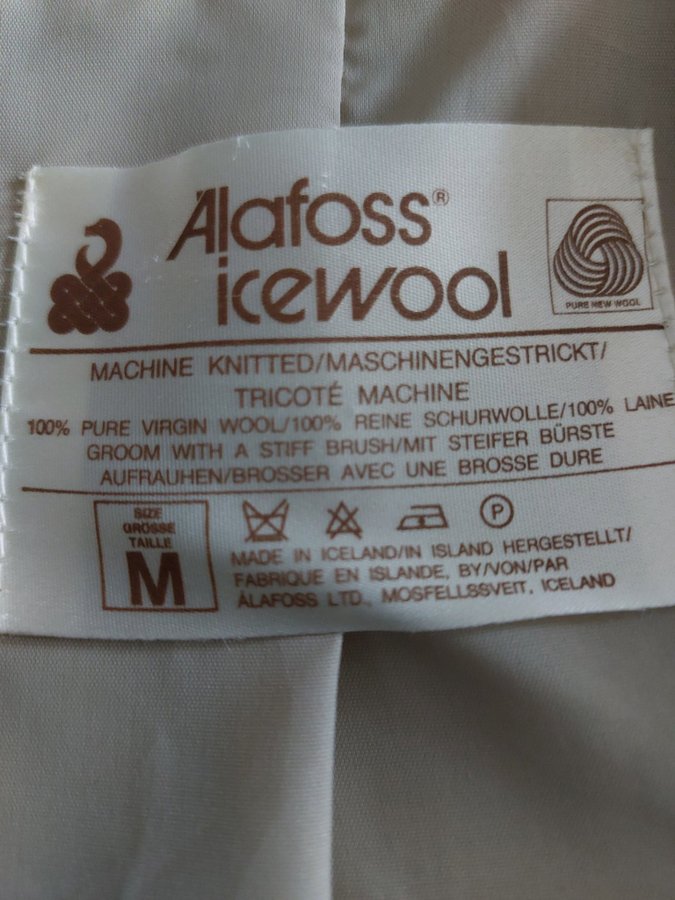 Álafoss®
icewool
PURE NEW WOOL
MACHINE KNITTED/MASCHINENGESTRICKT/
TRICOTÉ MACHINE
100% PURE VIRGIN WOOL/100% REINE SCHURWOLLE/100% LAINE
GROOM WITH A STIFF BRUSH/MIT STEIFER BÜRSTE
AUFRAUHEN/BROSSER AVEC UNE BROSSE DURE
SIZE
GRÖSSE
TAILLE
M
P
MADE IN ICELAND/IN ISLAND HERGESTELLT/
FABRIQUE EN ISLANDE, BY/VON/PAR
ÁLAFOSS LTD., MOSFELLSSVEIT, ICELAND